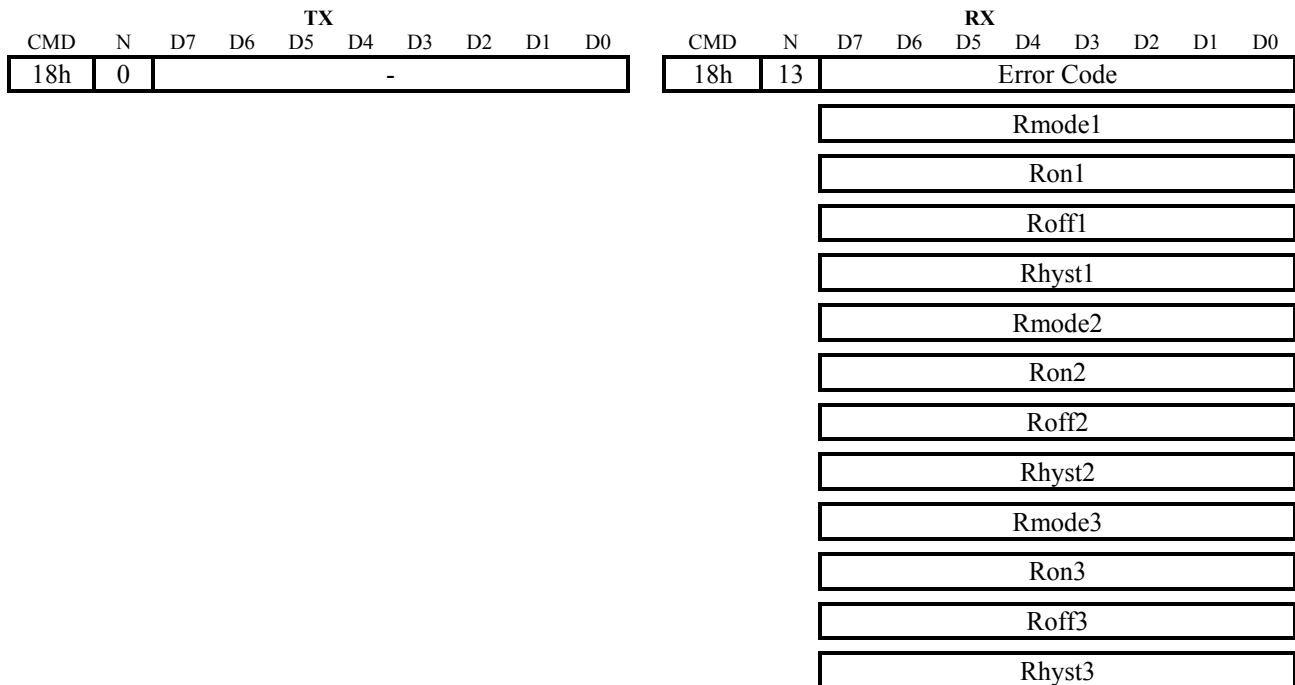 TX RX
CMD N D7 D6 D5 D4 D3 D2 D1 D0 CMD N D7 D6 D5 D4 D3 D2 D1 D0
18h 0 - 18h 13 Error Code
Rmode1
Ron1
Roff1
Rhyst1
Rmode2
Ron2
Roff2
Rhyst2
Rmode3
Ron3
Roff3
Rhyst3